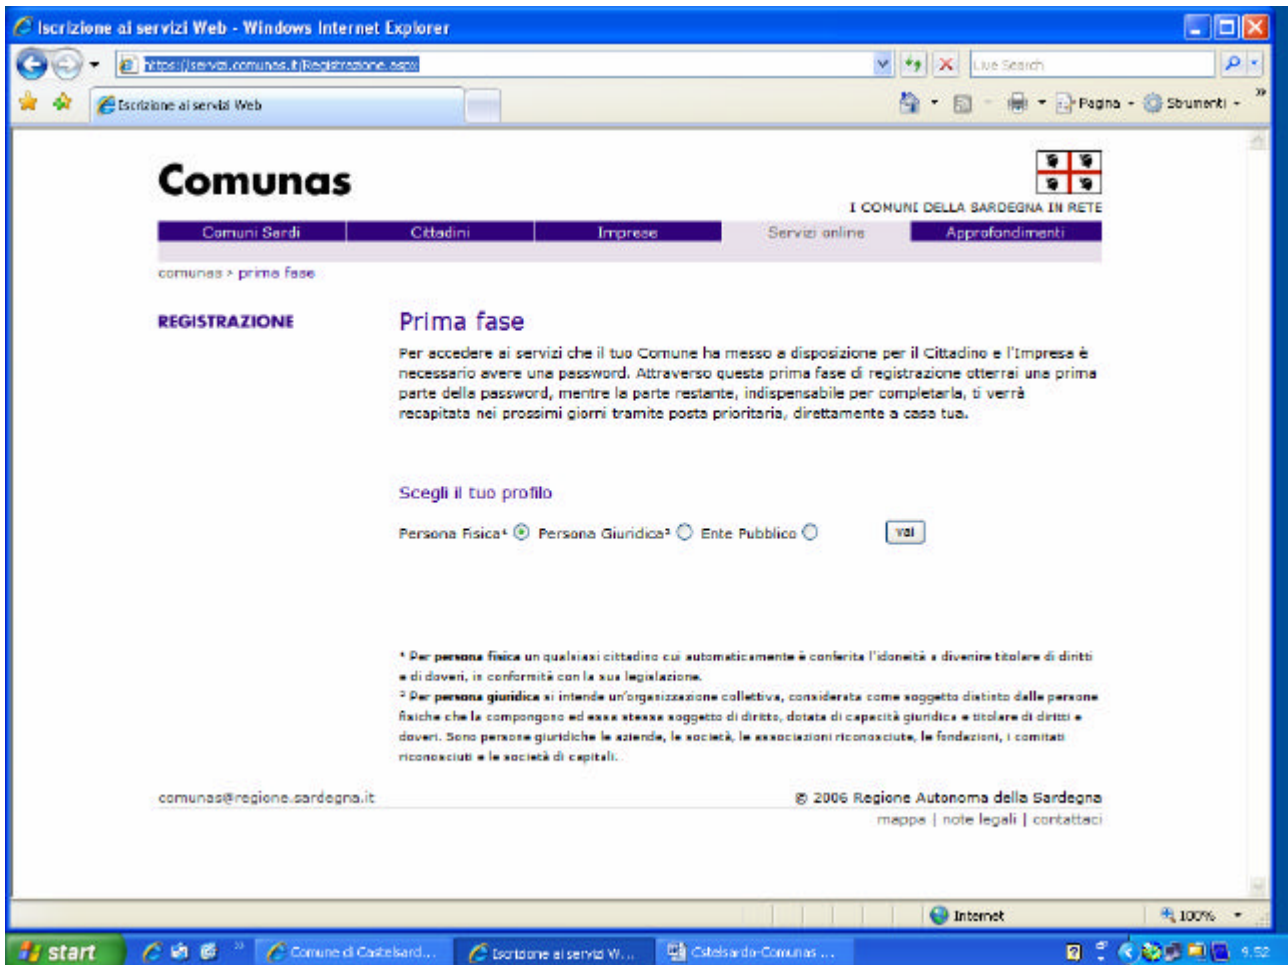 Iscrizione ai servizi Web - Windows Internet Explorer
https://servizi.comunas.it/Registrazione.aspx
Live Search
Iscrizione ai servizi Web
Pagina
Strumenti
Comunas
I COMUNI DELLA SARDEGNA IN RETE
Comuni Sardi
Cittadini
Imprese
Servizi online
Approfondimenti
comunas > prima fase
REGISTRAZIONE
Prima fase
Per accedere ai servizi che il tuo Comune ha messo a disposizione per il Cittadino e l'Impresa è
necessario avere una password. Attraverso questa prima fase di registrazione otterrai una prima
parte della password, mentre la parte restante, indispensabile per completarla, ti verrà
recapitata nei prossimi giorni tramite posta prioritaria, direttamente a casa tua.
Scegli il tuo profilo
Persona Fisica¹ Persona Giuridica² Ente Pubblico vai
¹ Per persona fisica un qualsiasi cittadino cui automaticamente è conferita l'idoneità a divenire titolare di diritti
e di doveri, in conformità con la sua legislazione.
² Per persona giuridica si intende un'organizzazione collettiva, considerata come soggetto distinto dalle persone
fisiche che la compongono ed essa stessa soggetto di diritto, dotata di capacità giuridica e titolare di diritti e
doveri. Sono persone giuridiche le aziende, le società, le associazioni riconosciute, le fondazioni, i comitati
riconosciuti e le società di capitali.
comunas@regione.sardegna.it
© 2006 Regione Autonoma della Sardegna
mappa | note legali | contattaci
Internet
100%
start
Comune di Castelsard...
Iscrizione ai servizi W...
Cstelsardo-Comunas ...
9.52